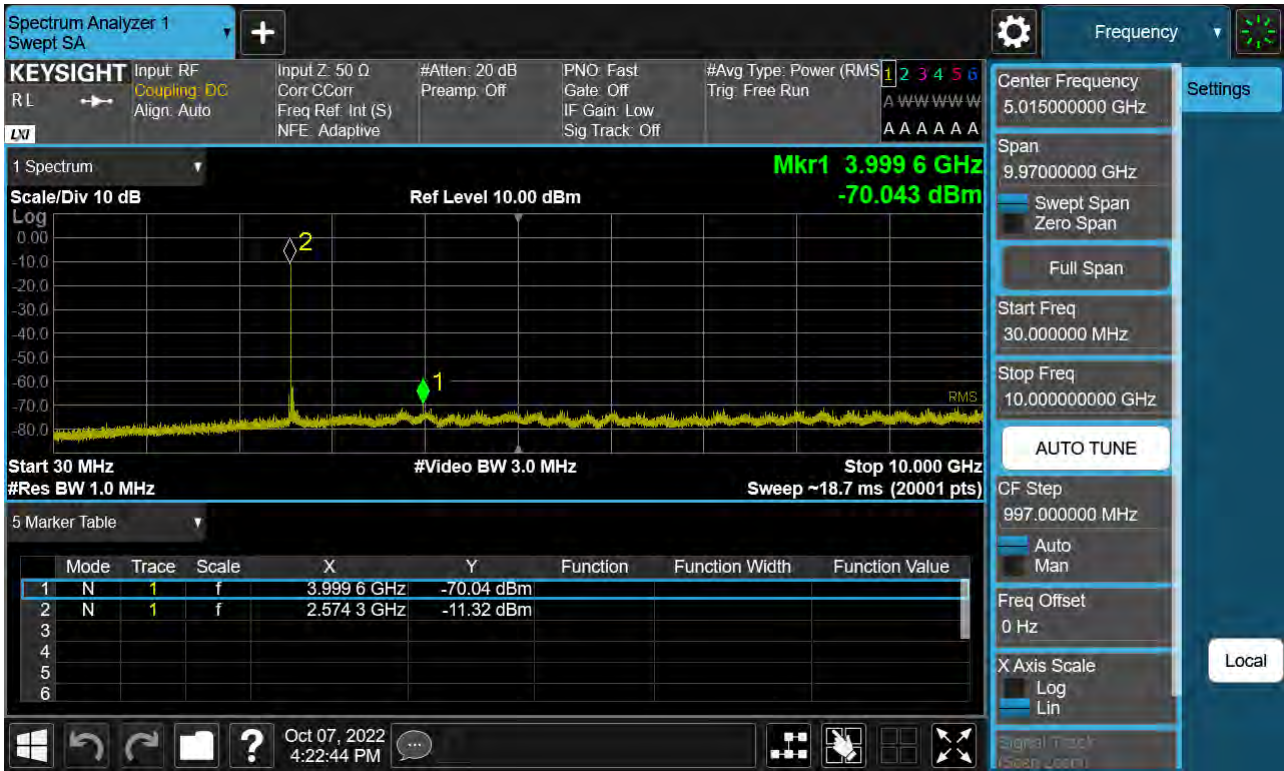 Spectrum Analyzer 1
Swept SA
Frequency
KEYSIGHT
RL
LXI
Input: RF
Coupling: DC
Align: Auto
Input Z: 50 Ω
Corr CCorr
Freq Ref: Int (S)
NFE: Adaptive
#Atten: 20 dB
Preamp: Off
PNO: Fast
Gate: Off
IF Gain: Low
Sig Track: Off
#Avg Type: Power (RMS
Trig: Free Run
1 2 3 4 5 6
A W W W W W
A A A A A A
1 Spectrum
Mkr1 3.999 6 GHz
-70.043 dBm
Scale/Div 10 dB
Ref Level 10.00 dBm
Log
0.00
-10.0
-20.0
-30.0
-40.0
-50.0
-60.0
-70.0
-80.0
2
1
RMS
Start 30 MHz
#Video BW 3.0 MHz
Stop 10.000 GHz
#Res BW 1.0 MHz
Sweep ~18.7 ms (20001 pts)
5 Marker Table
Mode Trace Scale X Y Function Function Width Function Value
1 N 1 f 3.999 6 GHz -70.04 dBm
2 N 1 f 2.574 3 GHz -11.32 dBm
3
4
5
6
Oct 07, 2022
4:22:44 PM
Center Frequency
5.015000000 GHz
Span
9.97000000 GHz
Swept Span
Zero Span
Full Span
Start Freq
30.000000 MHz
Stop Freq
10.000000000 GHz
AUTO TUNE
CF Step
997.000000 MHz
Auto
Man
Freq Offset
0 Hz
X Axis Scale
Log
Lin
Signal Track
(Span Zoom)
Settings
Local